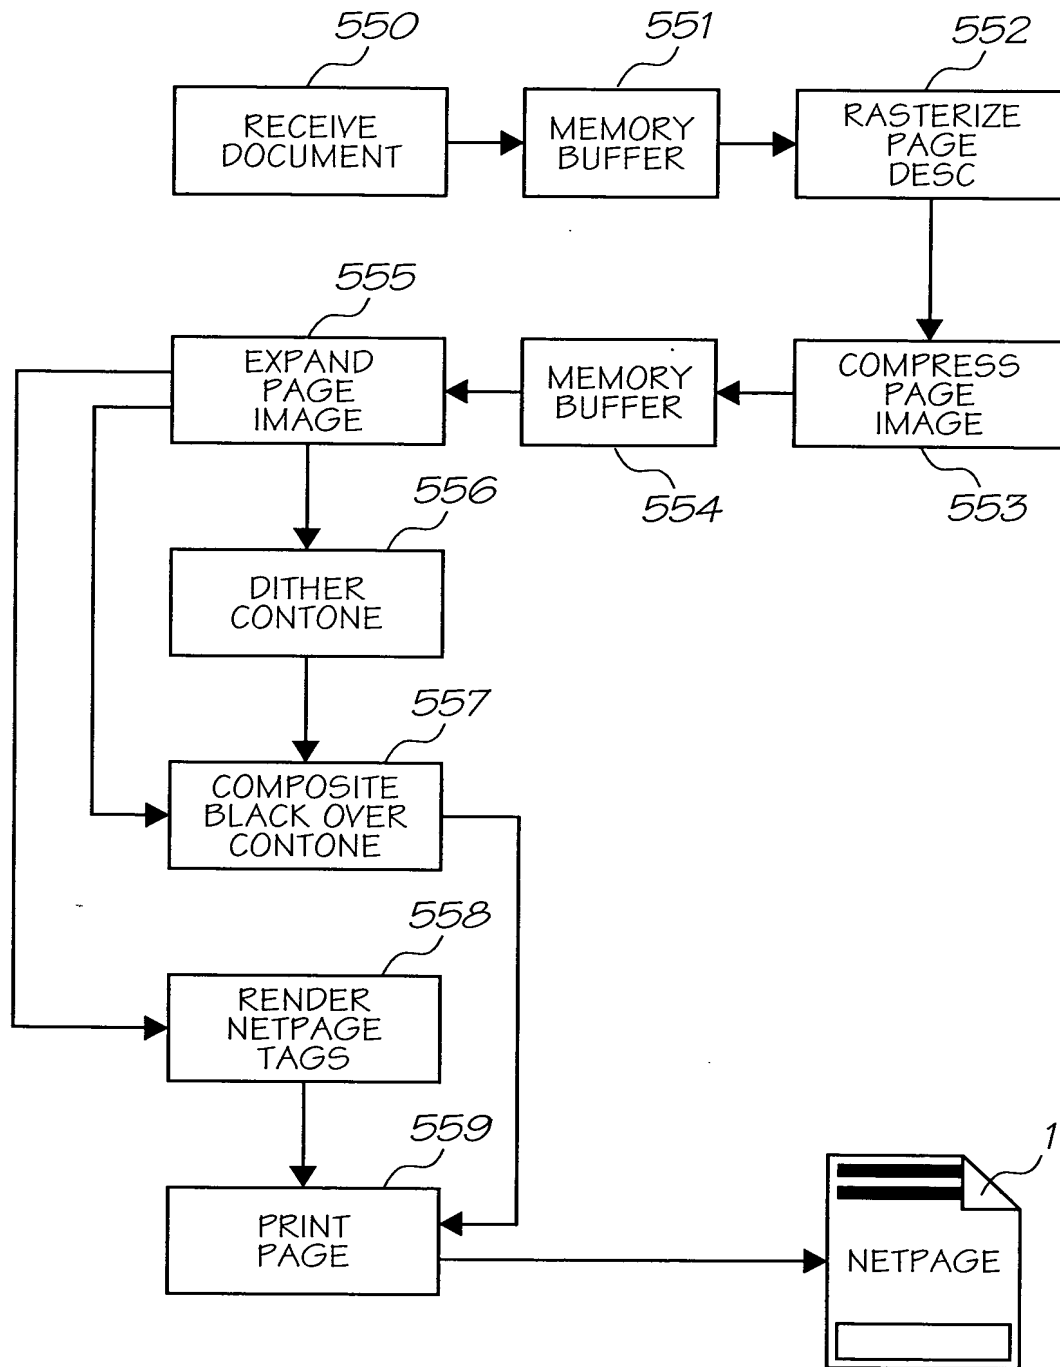 550
RECEIVE
DOCUMENT
551
MEMORY
BUFFER
552
RASTERIZE
PAGE
DESC
555
EXPAND
PAGE
IMAGE
MEMORY
BUFFER
554
COMPRESS
PAGE
IMAGE
553
556
DITHER
CONTONE
557
COMPOSITE
BLACK OVER
CONTONE
558
RENDER
NETPAGE
TAGS
559
PRINT
PAGE
1
NETPAGE